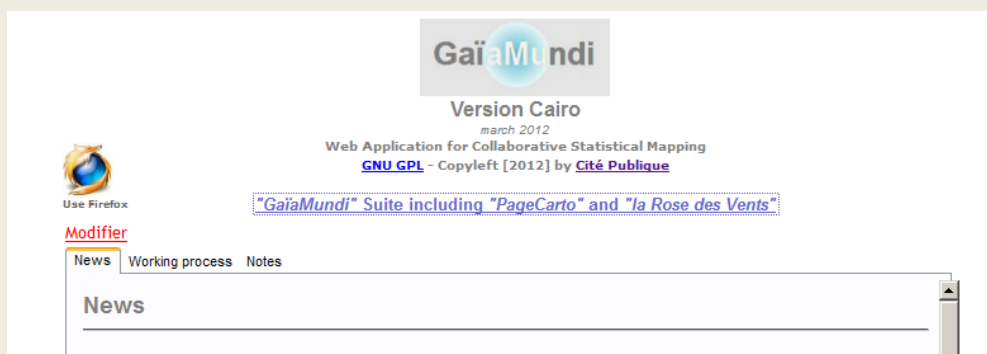 GaïaMundi
Version Cairo
march 2012
Web Application for Collaborative Statistical Mapping
GNU GPL - Copyleft [2012] by Cité Publique
Use Firefox
"GaïaMundi" Suite including "PageCarto" and "la Rose des Vents"
Modifier
News Working process Notes
News